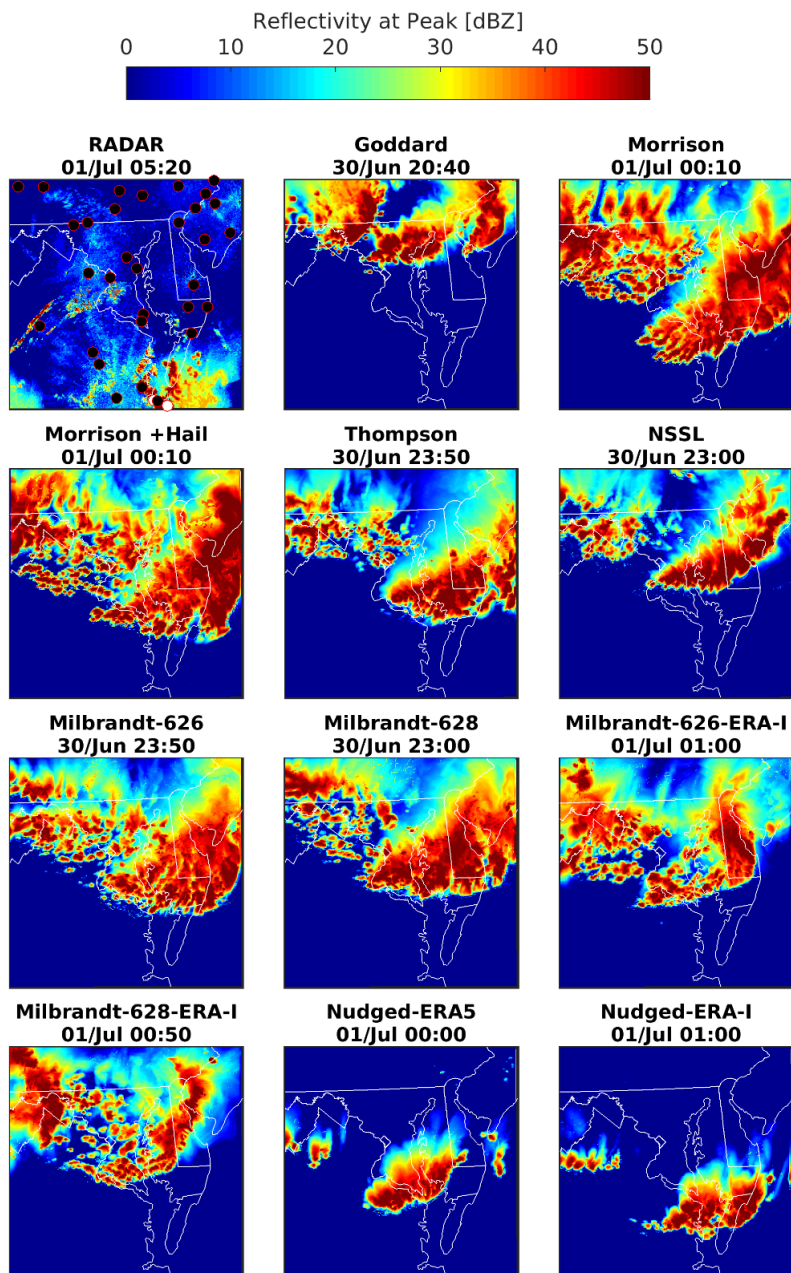 Reflectivity at Peak [dBZ]
0 10 20 30 40 50
RADAR
01/Jul 05:20
Goddard
30/Jun 20:40
Morrison
01/Jul 00:10
Morrison +Hail
01/Jul 00:10
Thompson
30/Jun 23:50
NSSL
30/Jun 23:00
Milbrandt-626
30/Jun 23:50
Milbrandt-628
30/Jun 23:00
Milbrandt-626-ERA-I
01/Jul 01:00
Milbrandt-628-ERA-I
01/Jul 00:50
Nudged-ERA5
01/Jul 00:00
Nudged-ERA-I
01/Jul 01:00